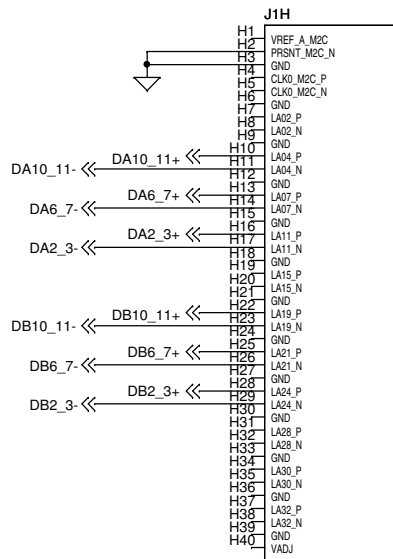 J1H
H1 VREF_A_M2C
H2 PRSNT_M2C_N
H3 GND
H4 CLK0_M2C_P
H5 CLK0_M2C_N
H6 GND
H7 LA02_P
H8 LA02_N
H9 GND
DA10_11+ H10 LA04_P
DA10_11- H11 LA04_N
H12 GND
DA6_7+ H13 LA07_P
DA6_7- H14 LA07_N
H15 GND
DA2_3+ H16 LA11_P
DA2_3- H17 LA11_N
H18 GND
H19 LA15_P
H20 LA15_N
H21 GND
DB10_11+ H22 LA19_P
DB10_11- H23 LA19_N
H24 GND
DB6_7+ H25 LA21_P
DB6_7- H26 LA21_N
H27 GND
DB2_3+ H28 LA24_P
DB2_3- H29 LA24_N
H30 GND
H31 LA28_P
H32 LA28_N
H33 GND
H34 LA30_P
H35 LA30_N
H36 GND
H37 LA32_P
H38 LA32_N
H39 GND
H40 VADJ